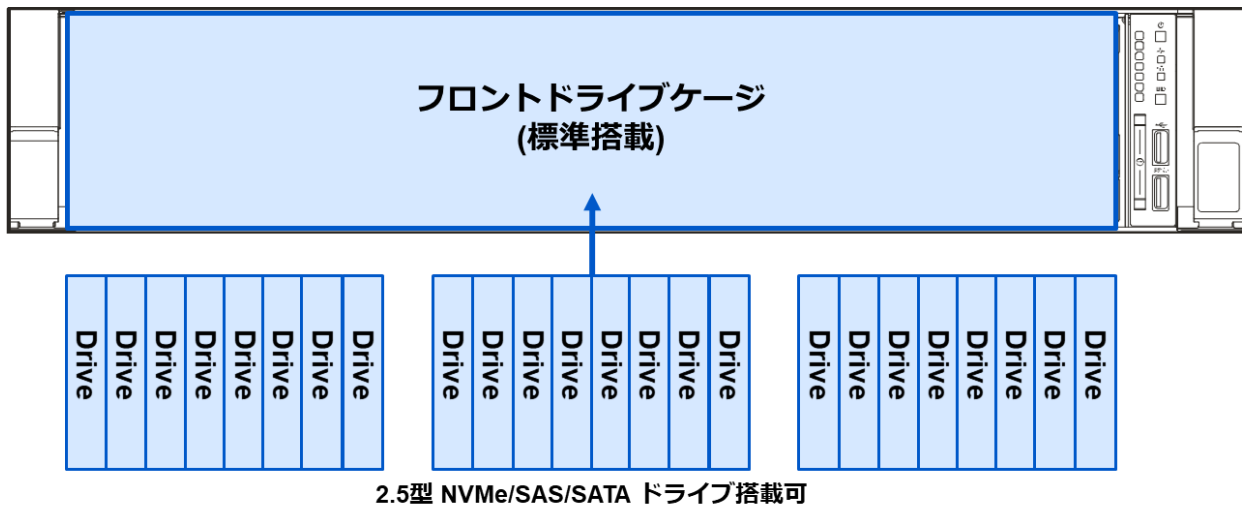 フロントドライブケージ
(標準搭載)
Drive Drive Drive Drive Drive Drive Drive Drive Drive Drive Drive Drive Drive Drive Drive Drive Drive Drive Drive Drive Drive Drive Drive Drive
2.5型 NVMe/SAS/SATA ドライブ搭載可